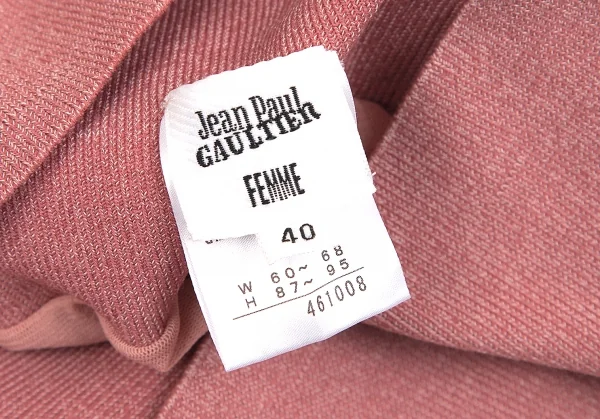 Jean Paul
GAULTIER
FEMME
40
W 60~ 68
H 87~ 95
461008